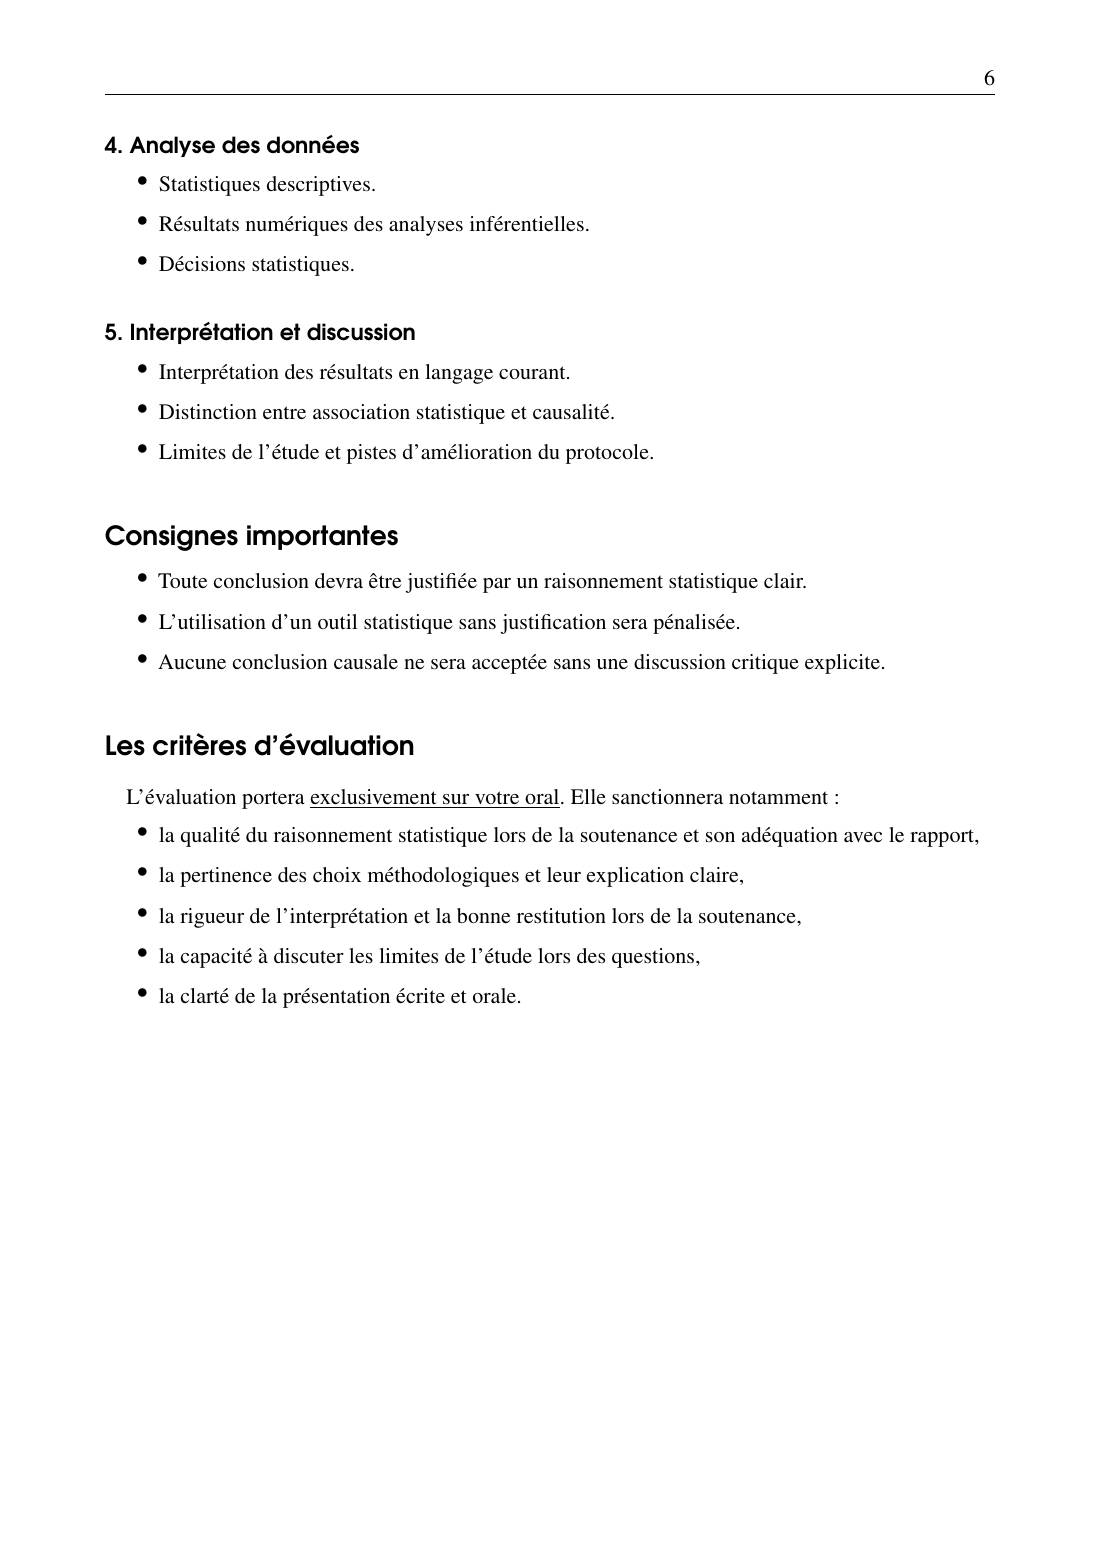 6
4. Analyse des données
• Statistiques descriptives.
• Résultats numériques des analyses inférentielles.
• Décisions statistiques.
5. Interprétation et discussion
• Interprétation des résultats en langage courant.
• Distinction entre association statistique et causalité.
• Limites de l’étude et pistes d’amélioration du protocole.
Consignes importantes
• Toute conclusion devra être justifiée par un raisonnement statistique clair.
• L’utilisation d’un outil statistique sans justification sera pénalisée.
• Aucune conclusion causale ne sera acceptée sans une discussion critique explicite.
Les critères d’évaluation
L’évaluation portera exclusivement sur votre oral. Elle sanctionnera notamment :
• la qualité du raisonnement statistique lors de la soutenance et son adéquation avec le rapport,
• la pertinence des choix méthodologiques et leur explication claire,
• la rigueur de l’interprétation et la bonne restitution lors de la soutenance,
• la capacité à discuter les limites de l’étude lors des questions,
• la clarté de la présentation écrite et orale.